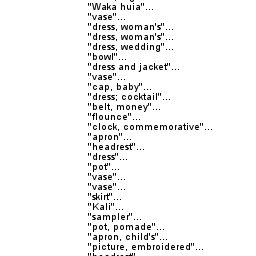 "Waka huia"...
"vase"...
"dress, woman's"...
"dress, woman's"...
"dress, wedding"...
"bowl"...
"dress and jacket"...
"vase"...
"cap, baby"...
"dress; cocktail"...
"belt, money"...
"flounce"...
"clock, commemorative"...
"apron"...
"headrest"...
"dress"...
"pot"...
"vase"...
"vase"...
"skirt"...
"Kali"...
"sampler"...
"pot, pomade"...
"apron, child's"...
"picture, embroidered"...